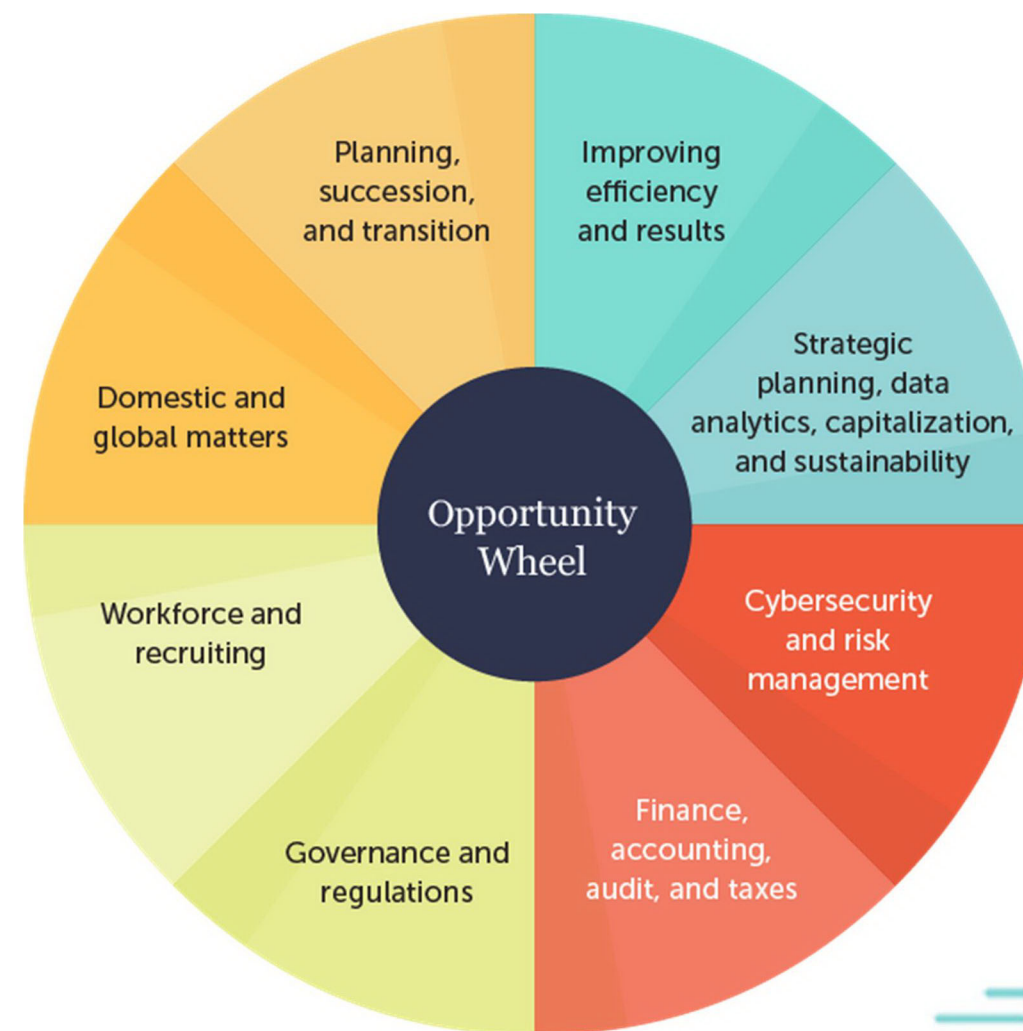 Planning,
succession,
and transition
Improving
efficiency
and results
Strategic
planning, data
analytics, capitalization,
and sustainability
Domestic and
global matters
Opportunity
Wheel
Workforce and
recruiting
Cybersecurity
and risk
management
Governance and
regulations
Finance,
accounting,
audit, and taxes